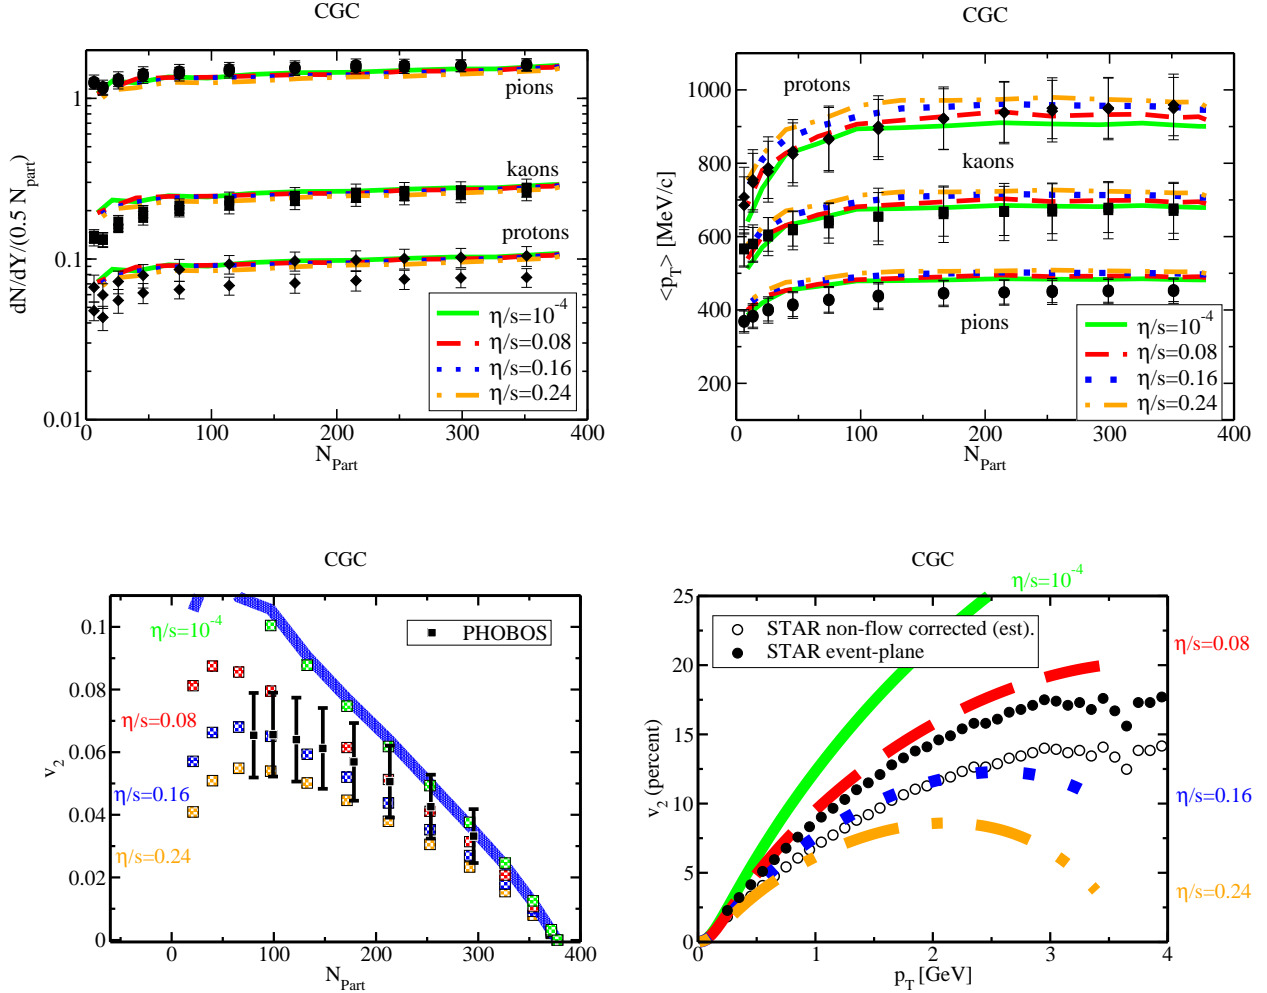 CGC
dN/dY/(0.5 N_part)
1
0.1
0.01
pions
kaons
protons
η/s=10^-4
η/s=0.08
η/s=0.16
η/s=0.24
0 100 200 300 400
N_Part
CGC
<p_T> [MeV/c]
1000
800
600
400
200
protons
kaons
pions
η/s=10^-4
η/s=0.08
η/s=0.16
η/s=0.24
0 100 200 300 400
N_Part
CGC
v_2
0.1
0.08
0.06
0.04
0.02
0
η/s=10^-4
η/s=0.08
η/s=0.16
η/s=0.24
PHOBOS
0 100 200 300 400
N_Part
CGC
v_2 (percent)
25
20
15
10
5
0
STAR non-flow corrected (est).
STAR event-plane
η/s=10^-4
η/s=0.08
η/s=0.16
η/s=0.24
0 1 2 3 4
p_T [GeV]